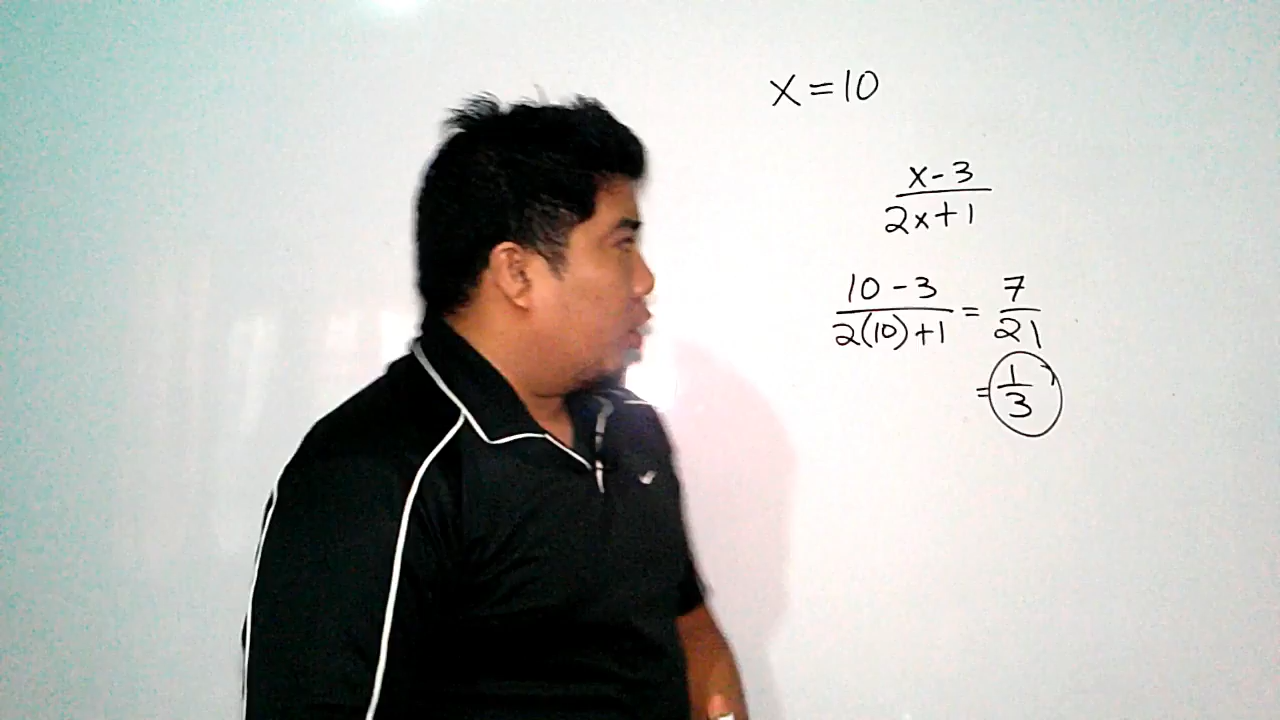 x = 10
x - 3
2x + 1
10 - 3 = 7
2(10) + 1 21
= 1
3